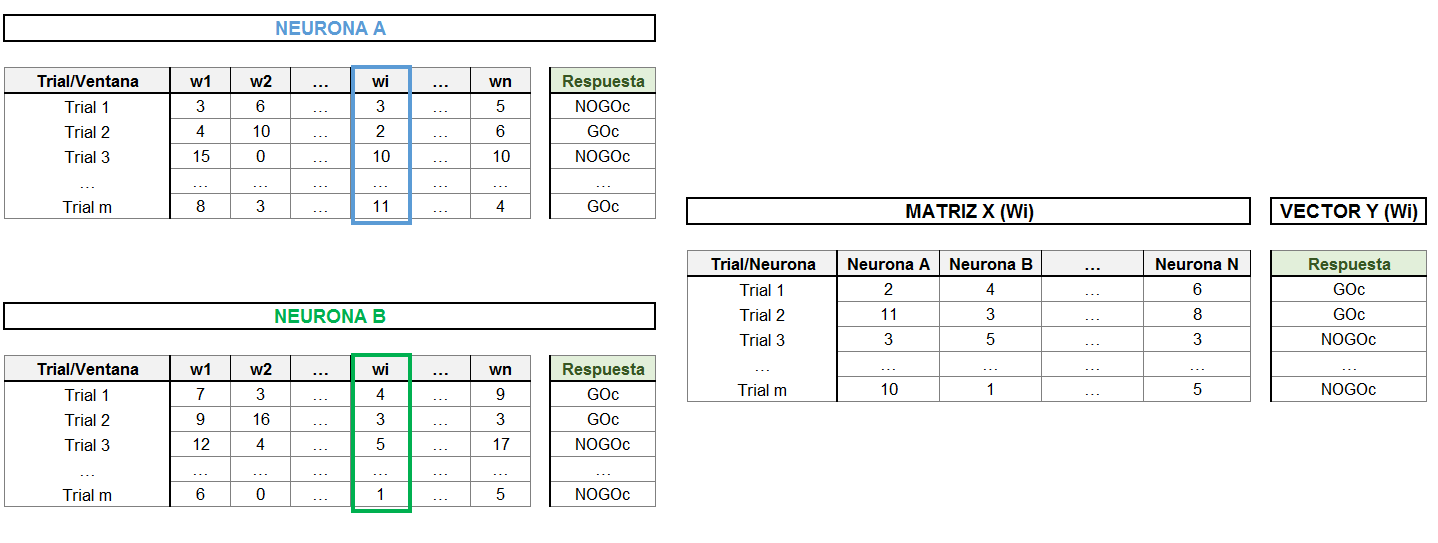 NEURONA A
Trial/Ventana w1 w2 … wi … wn Respuesta
Trial 1 3 6 … 3 … 5 NOGOc
Trial 2 4 10 … 2 … 6 GOc
Trial 3 15 0 … 10 … 10 NOGOc
… … … … … … … …
Trial m 8 3 … 11 … 4 GOc
NEURONA B
Trial/Ventana w1 w2 … wi … wn Respuesta
Trial 1 7 3 … 4 … 9 GOc
Trial 2 9 16 … 3 … 3 GOc
Trial 3 12 4 … 5 … 17 NOGOc
… … … … … … … …
Trial m 6 0 … 1 … 5 NOGOc
MATRIZ X (Wi) VECTOR Y (Wi)
Trial/Neurona Neurona A Neurona B … Neurona N Respuesta
Trial 1 2 4 … 6 GOc
Trial 2 11 3 … 8 GOc
Trial 3 3 5 … 3 NOGOc
… … … … … …
Trial m 10 1 … 5 NOGOc